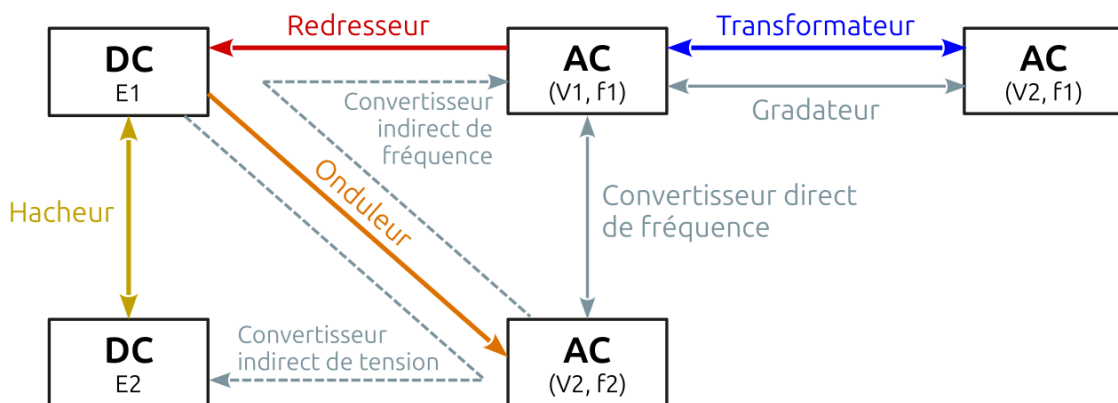 Redresseur
Transformateur
DC
E1
AC
(V1, f1)
AC
(V2, f1)
Convertisseur
indirect de
fréquence
Gradateur
Onduleur
Hacheur
Convertisseur direct
de fréquence
DC
E2
Convertisseur
indirect de tension
AC
(V2, f2)